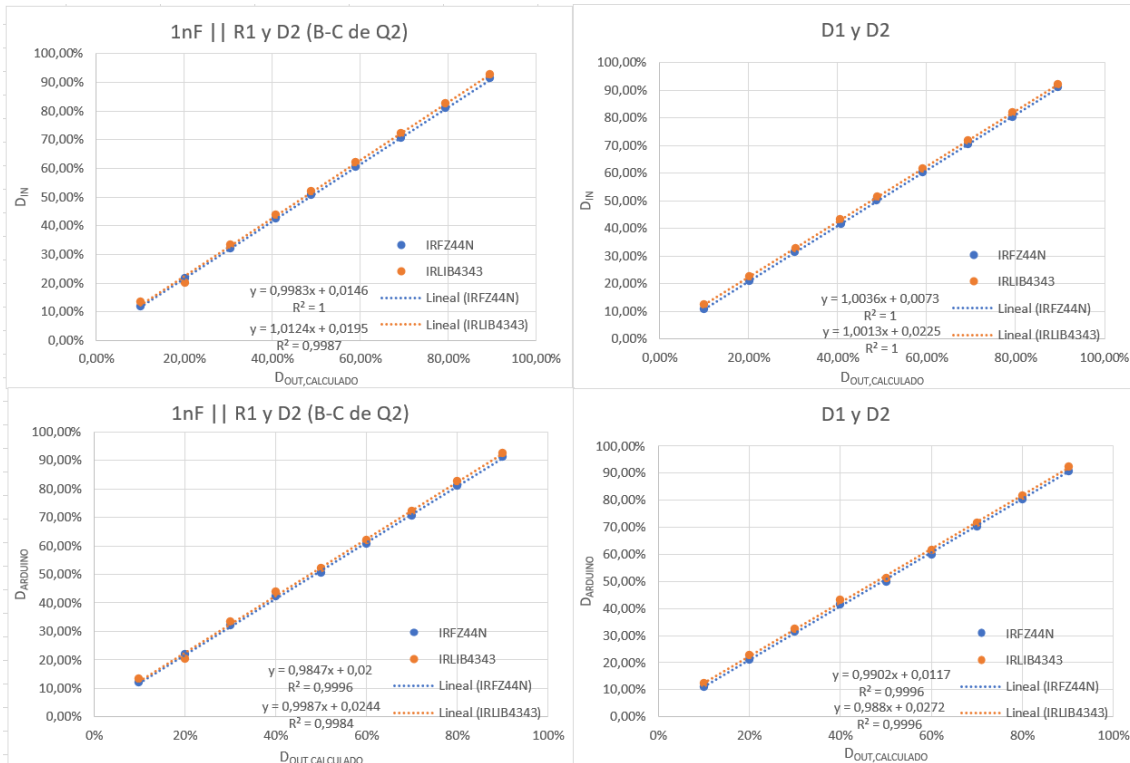 1nF || R1 y D2 (B-C de Q2)
100,00%
90,00%
80,00%
70,00%
60,00%
50,00%
40,00%
30,00%
20,00%
10,00%
0,00%
D_IN
IRFZ44N
IRLIB4343
y = 0,9983x + 0,0146
R² = 1
Lineal (IRFZ44N)
y = 1,0124x + 0,0195
R² = 0,9987
Lineal (IRLIB4343)
0,00% 20,00% 40,00% 60,00% 80,00% 100,00%
D_OUT,CALCULADO
D1 y D2
100,00%
90,00%
80,00%
70,00%
60,00%
50,00%
40,00%
30,00%
20,00%
10,00%
0,00%
D_IN
IRFZ44N
IRLIB4343
y = 1,0036x + 0,0073
R² = 1
Lineal (IRFZ44N)
y = 1,0013x + 0,0225
R² = 1
Lineal (IRLIB4343)
0,00% 20,00% 40,00% 60,00% 80,00% 100,00%
D_OUT,CALCULADO
1nF || R1 y D2 (B-C de Q2)
100,00%
90,00%
80,00%
70,00%
60,00%
50,00%
40,00%
30,00%
20,00%
10,00%
0,00%
D_ARDUINO
IRFZ44N
IRLIB4343
y = 0,9847x + 0,02
R² = 0,9996
Lineal (IRFZ44N)
y = 0,9987x + 0,0244
R² = 0,9984
Lineal (IRLIB4343)
0% 20% 40% 60% 80% 100%
D_OUT,CALCULADO
D1 y D2
100,00%
90,00%
80,00%
70,00%
60,00%
50,00%
40,00%
30,00%
20,00%
10,00%
0,00%
D_ARDUINO
IRFZ44N
IRLIB4343
y = 0,9902x + 0,0117
R² = 0,9996
Lineal (IRFZ44N)
y = 0,988x + 0,0272
R² = 0,9996
Lineal (IRLIB4343)
0% 20% 40% 60% 80% 100%
D_OUT,CALCULADO